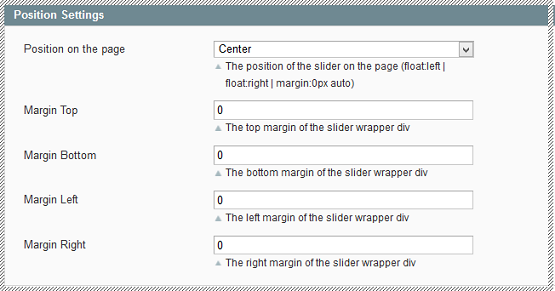 Position Settings
Position on the page
Center
The position of the slider on the page (float:left |
float:right | margin:0px auto)
Margin Top
0
The top margin of the slider wrapper div
Margin Bottom
0
The bottom margin of the slider wrapper div
Margin Left
0
The left margin of the slider wrapper div
Margin Right
0
The right margin of the slider wrapper div